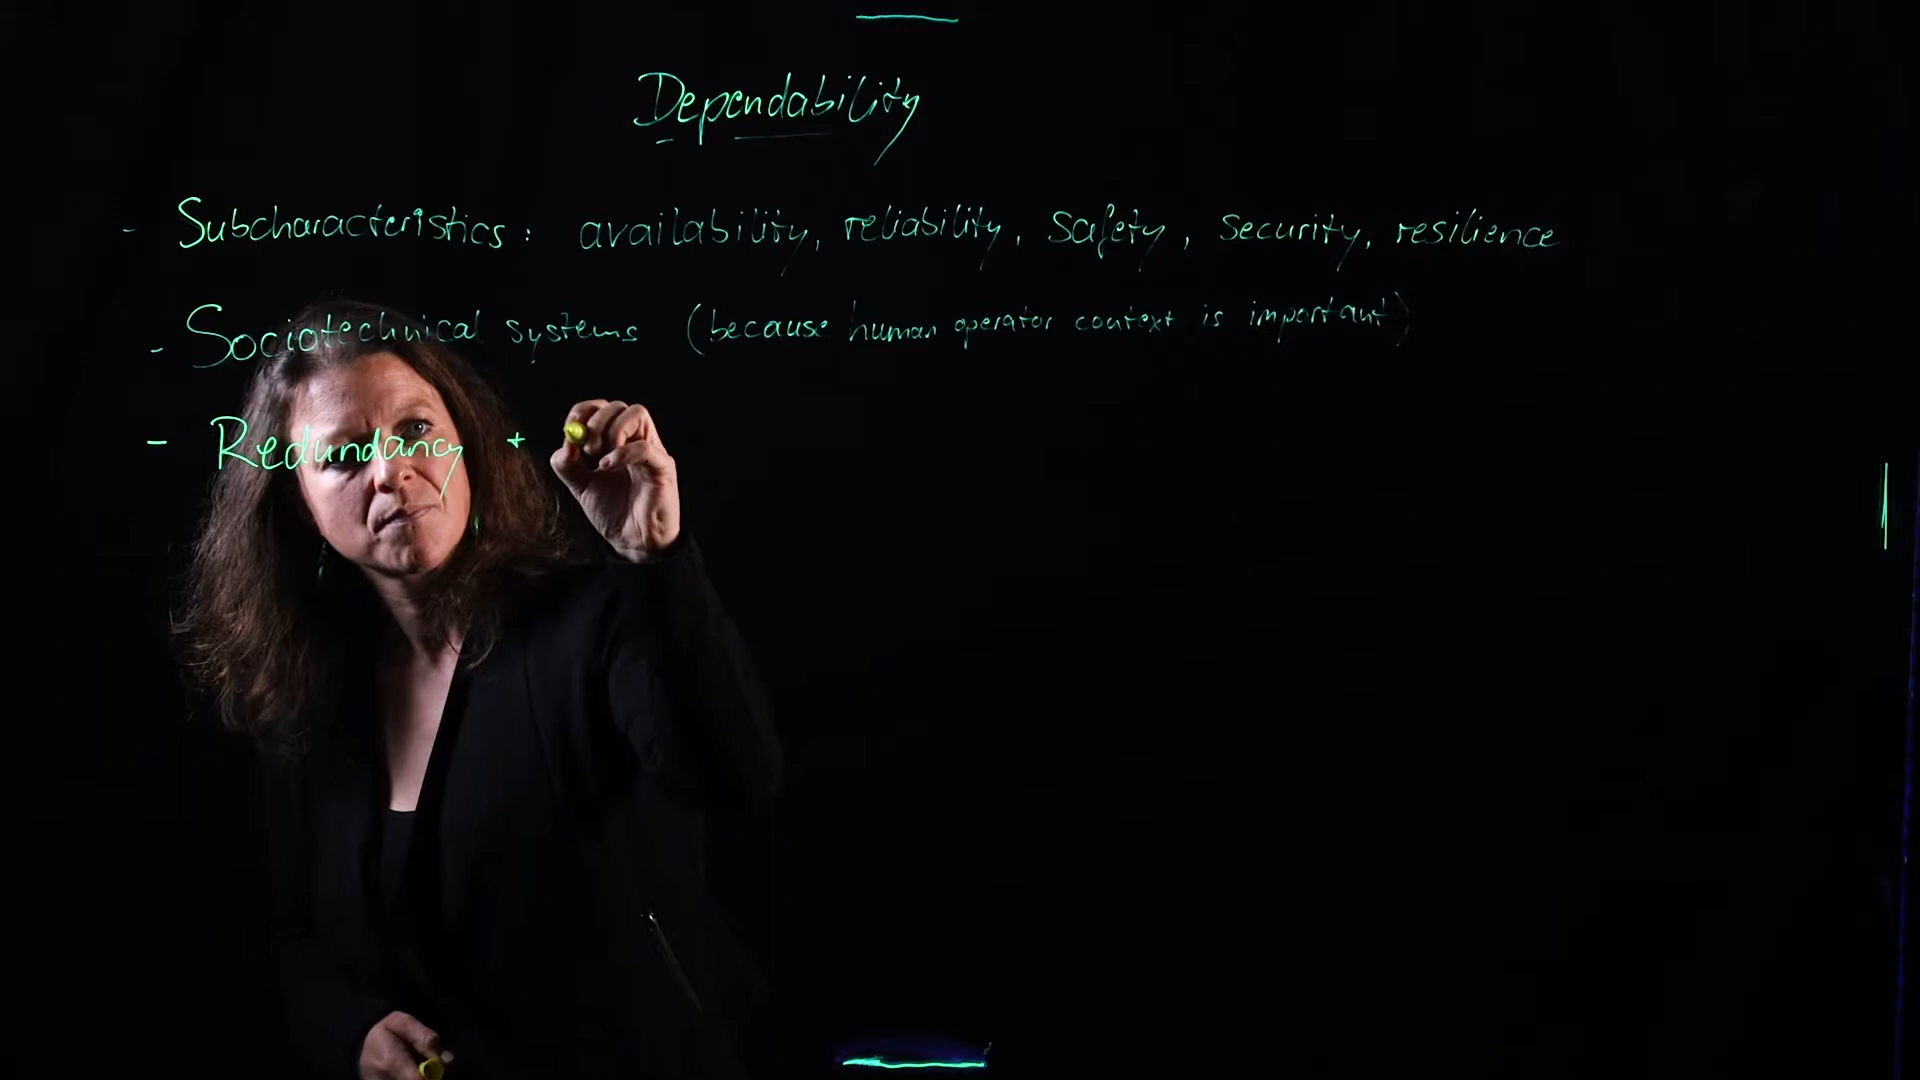 Dependability
- Subcharacteristics: availability, reliability, safety, security, resilience
- Sociotechnical systems (because human operator context is important)
- Redundancy +